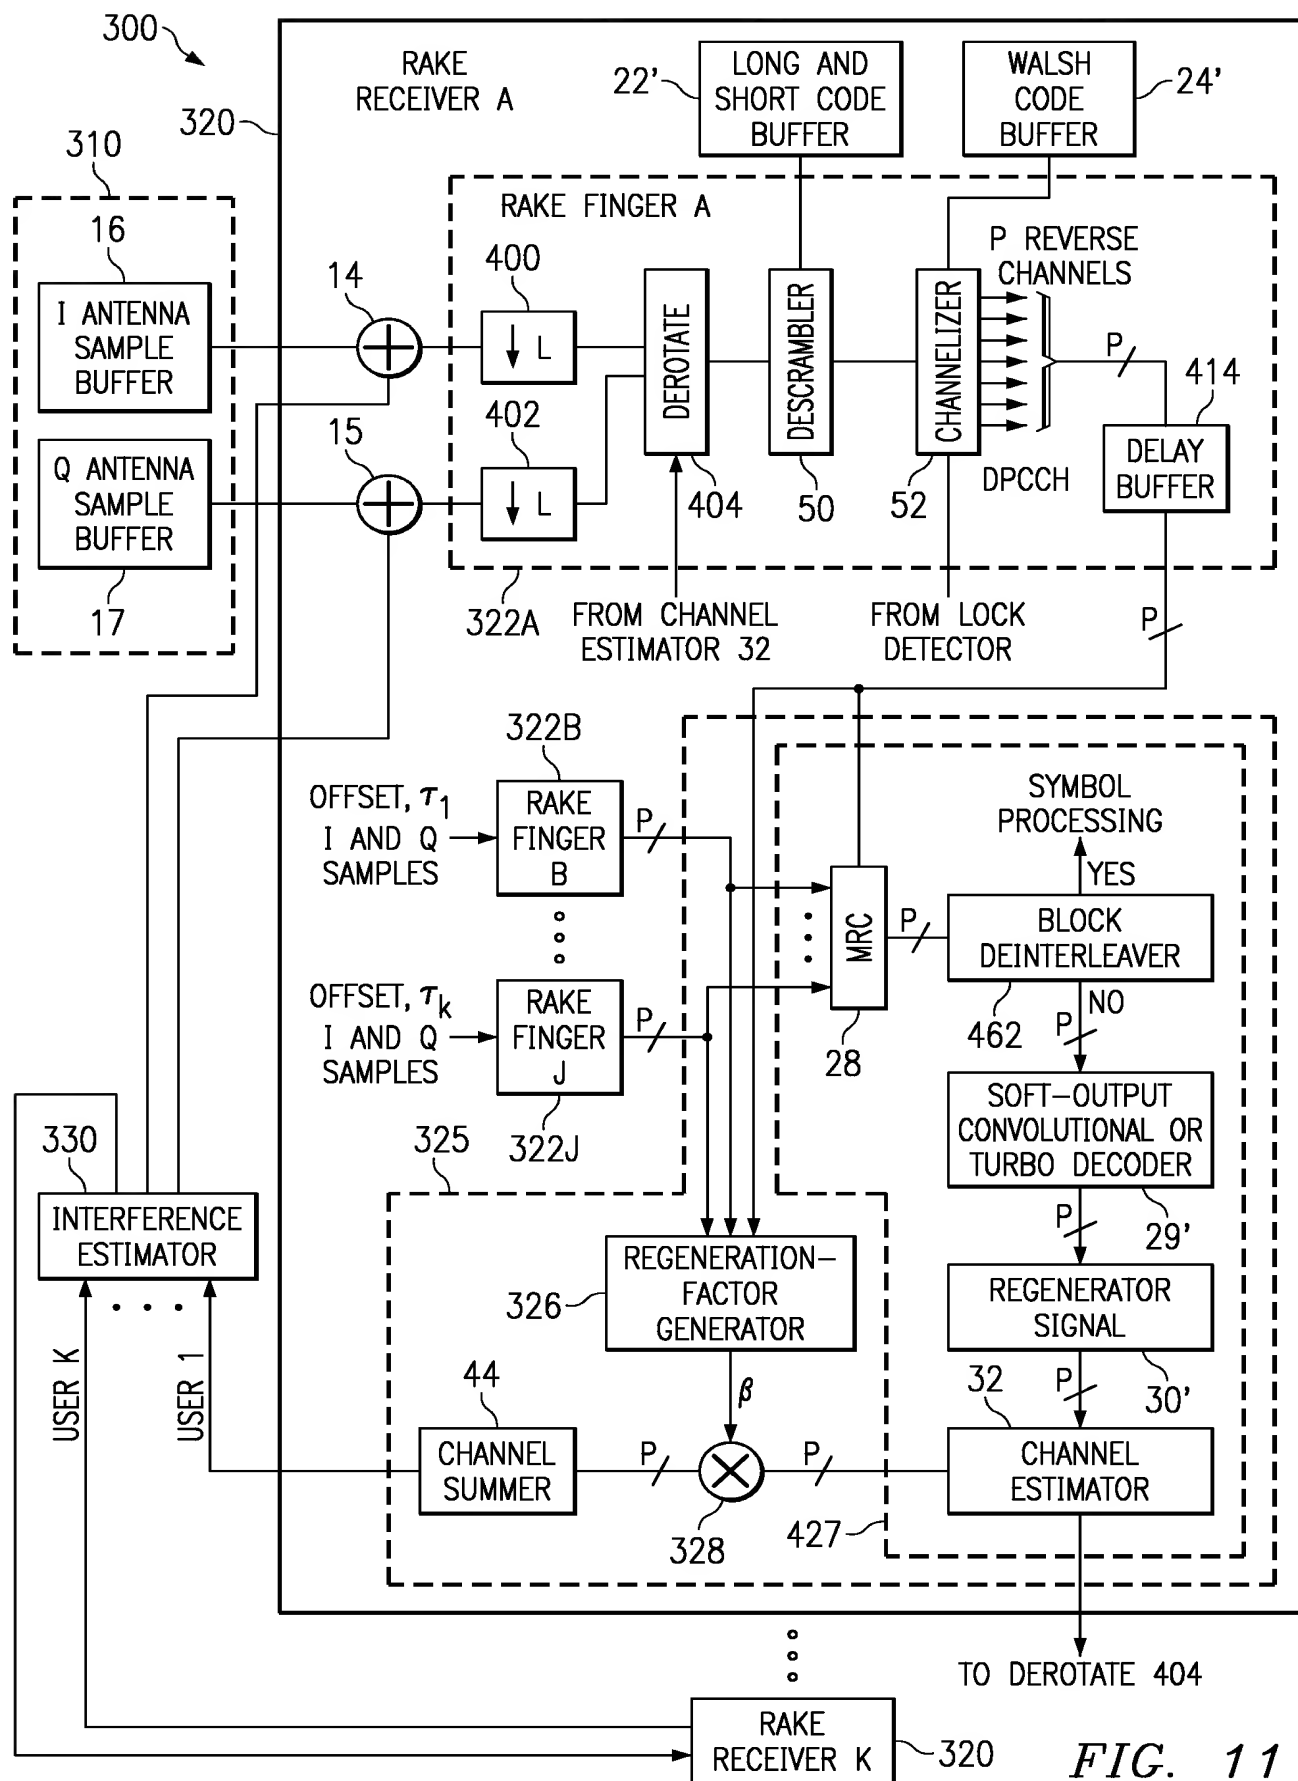 300
RAKE
RECEIVER A
320
22'
LONG AND
SHORT CODE
BUFFER
WALSH
CODE
BUFFER
24'
310
16
I ANTENNA
SAMPLE
BUFFER
Q ANTENNA
SAMPLE
BUFFER
17
14
15
RAKE FINGER A
400
↓ L
402
↓ L
DEROTATE
404
DESCRAMBLER
50
CHANNELIZER
52
P REVERSE
CHANNELS
DPCCH
P
414
DELAY
BUFFER
322A
FROM CHANNEL
ESTIMATOR 32
FROM LOCK
DETECTOR
P
322B
OFFSET, τ1
I AND Q
SAMPLES
RAKE
FINGER
B
P
OFFSET, τk
I AND Q
SAMPLES
RAKE
FINGER
J
P
322J
MRC
28
P
SYMBOL
PROCESSING
YES
BLOCK
DEINTERLEAVER
462
NO
P
SOFT-OUTPUT
CONVOLUTIONAL OR
TURBO DECODER
29'
P
REGENERATOR
SIGNAL
30'
P
32
CHANNEL
ESTIMATOR
325
330
INTERFERENCE
ESTIMATOR
USER K
USER 1
REGENERATION-
FACTOR
GENERATOR
326
β
44
CHANNEL
SUMMER
P
328
P
427
TO DEROTATE 404
RAKE
RECEIVER K
320
FIG. 11